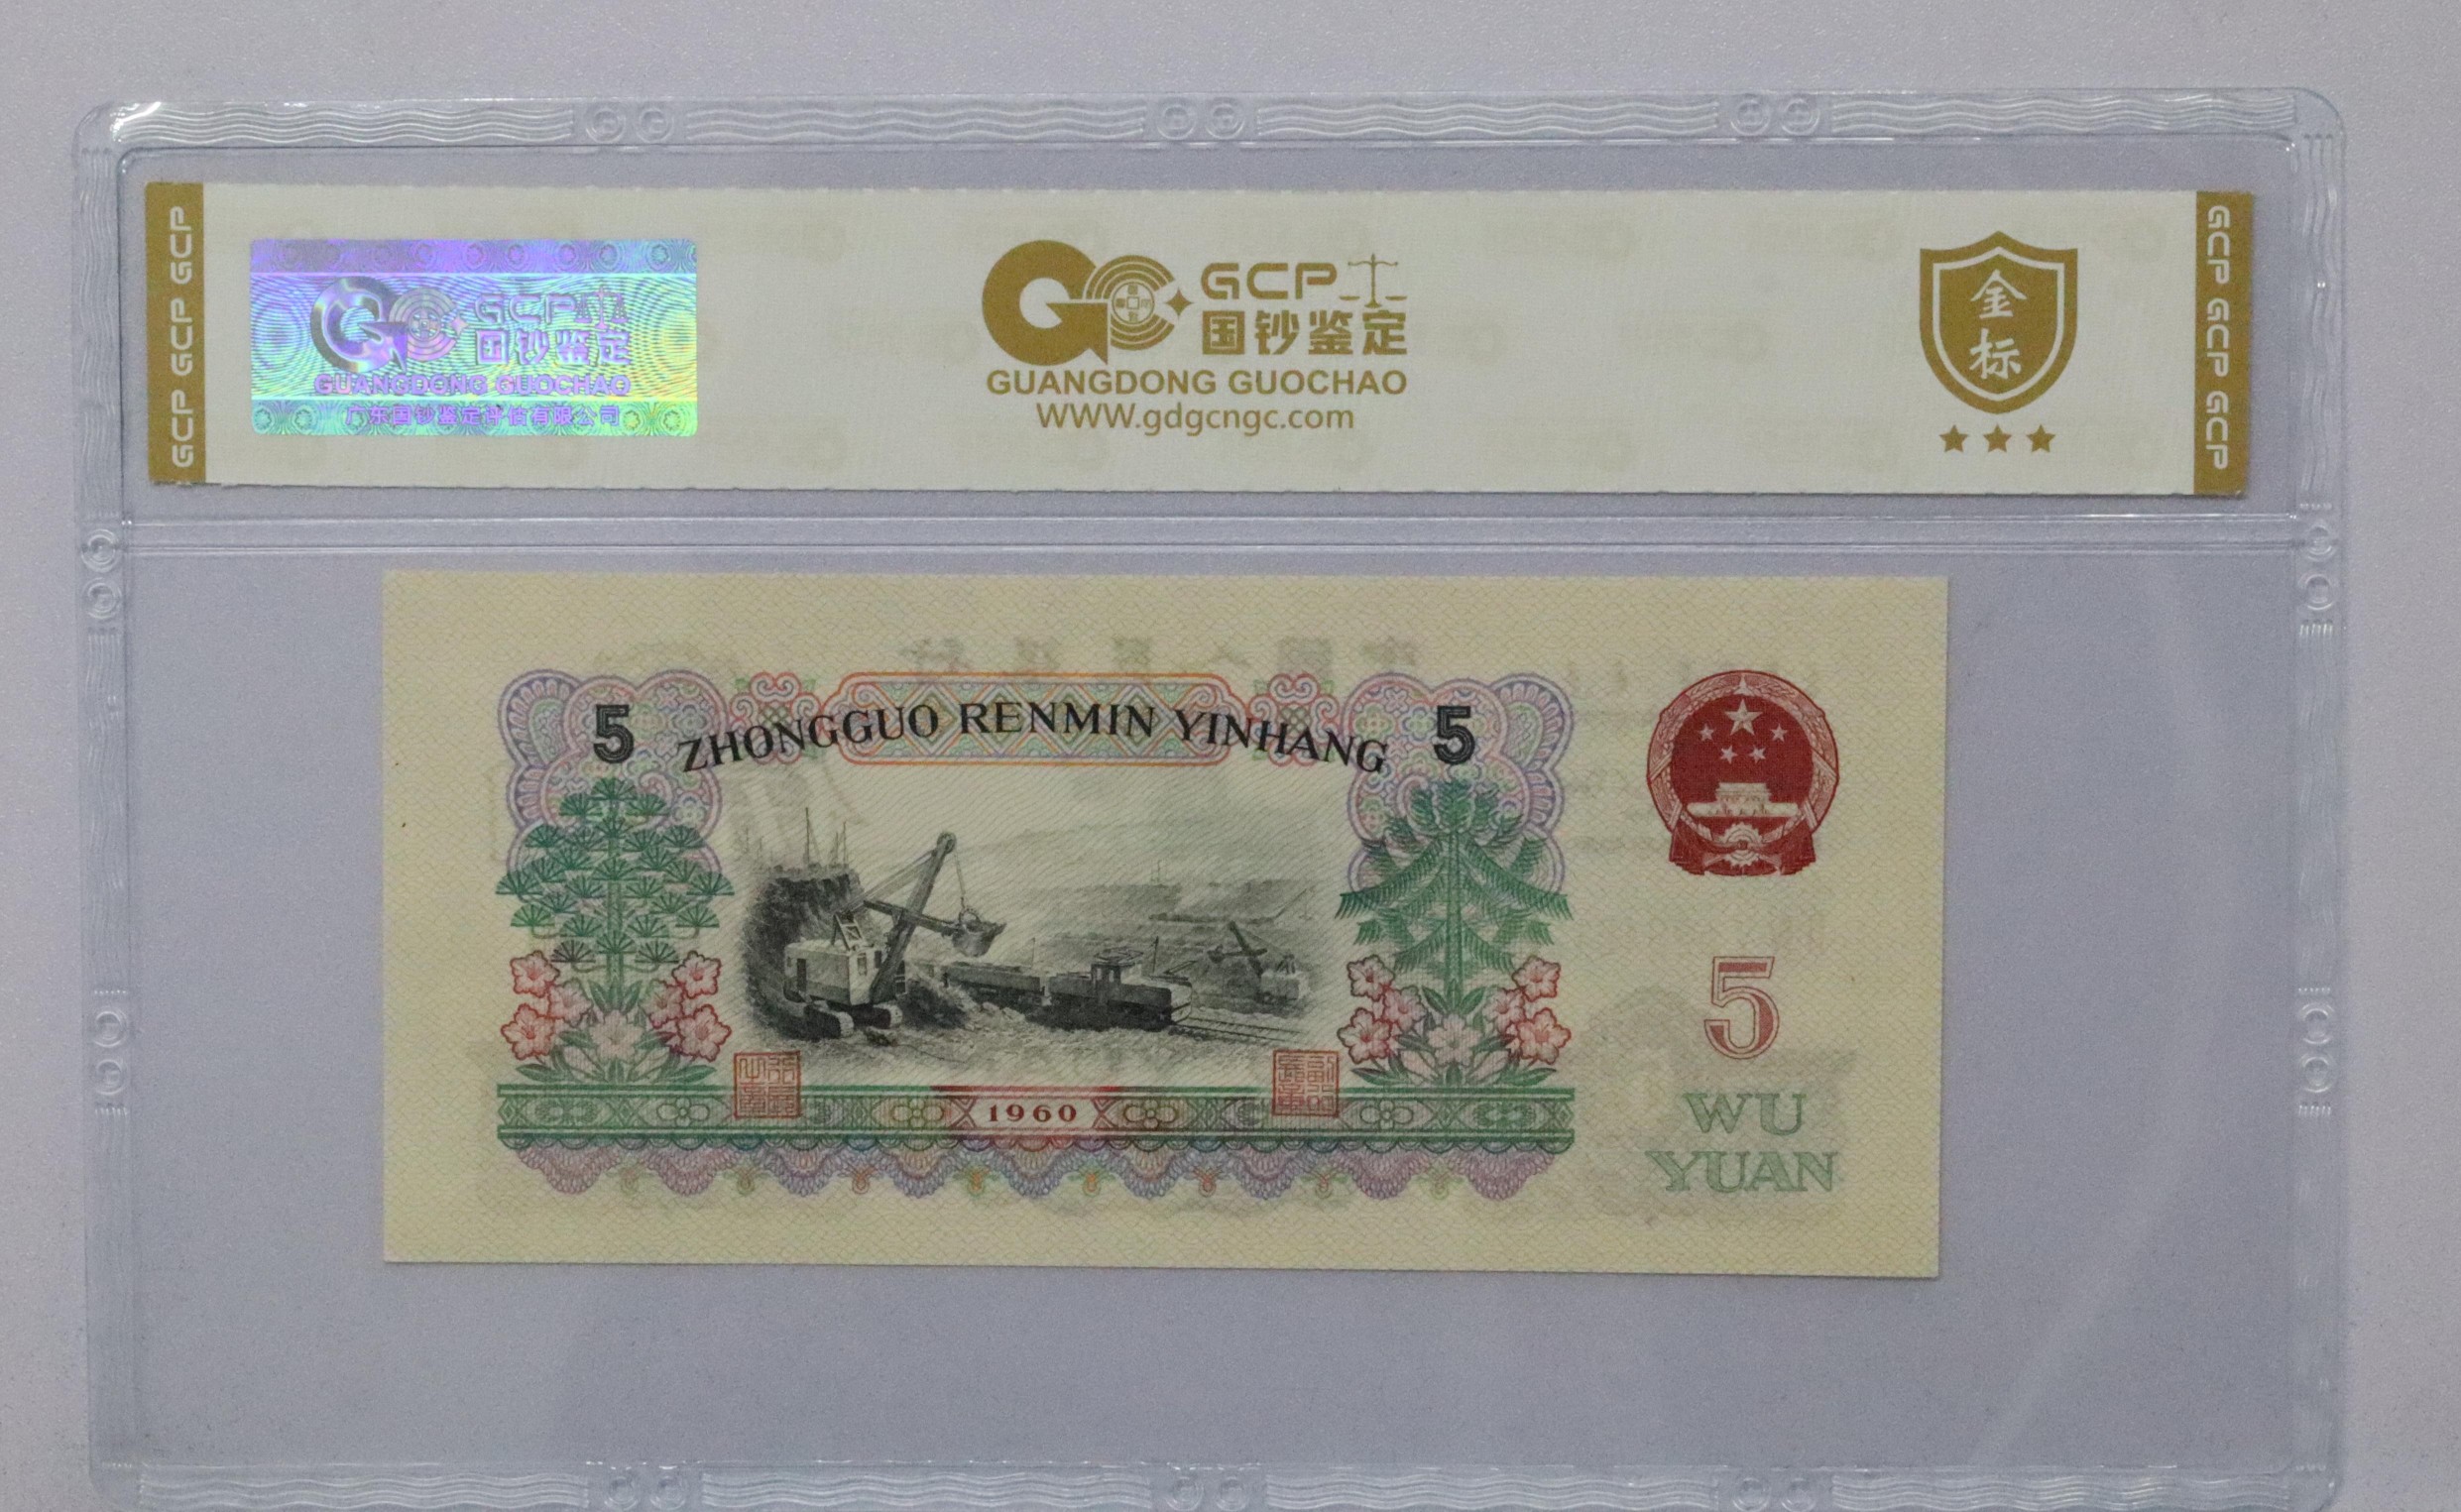 GCP GCP GCP
GCP
国钞鉴定
GUANGDONG GUOCHAO
广东国钞鉴定评估有限公司
GCP
国钞鉴定
GUANGDONG GUOCHAO
WWW.gdgcngc.com
金
标
GCP GCP GCP
5
ZHONGGUO RENMIN YINHANG
5
1960
5
WU
YUAN